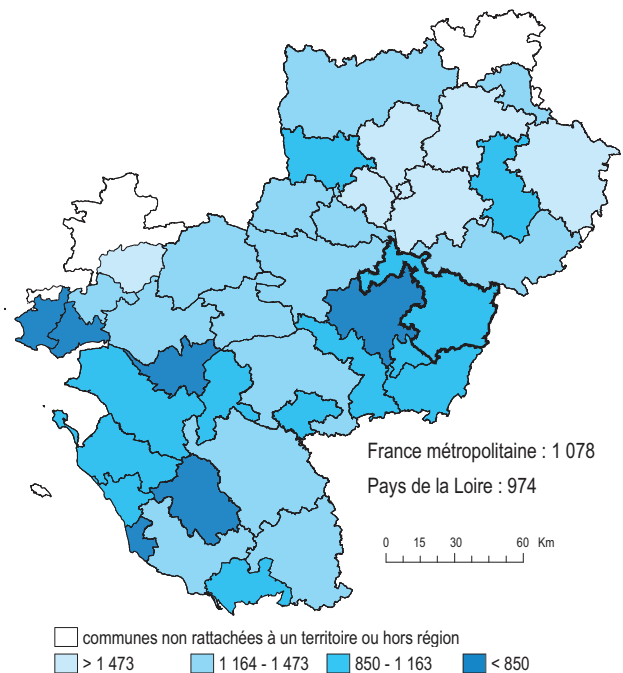 France métropolitaine : 1 078
Pays de la Loire : 974
0 15 30 60 Km
communes non rattachées à un territoire ou hors région
> 1 473 1 164 - 1 473 850 - 1 163 < 850